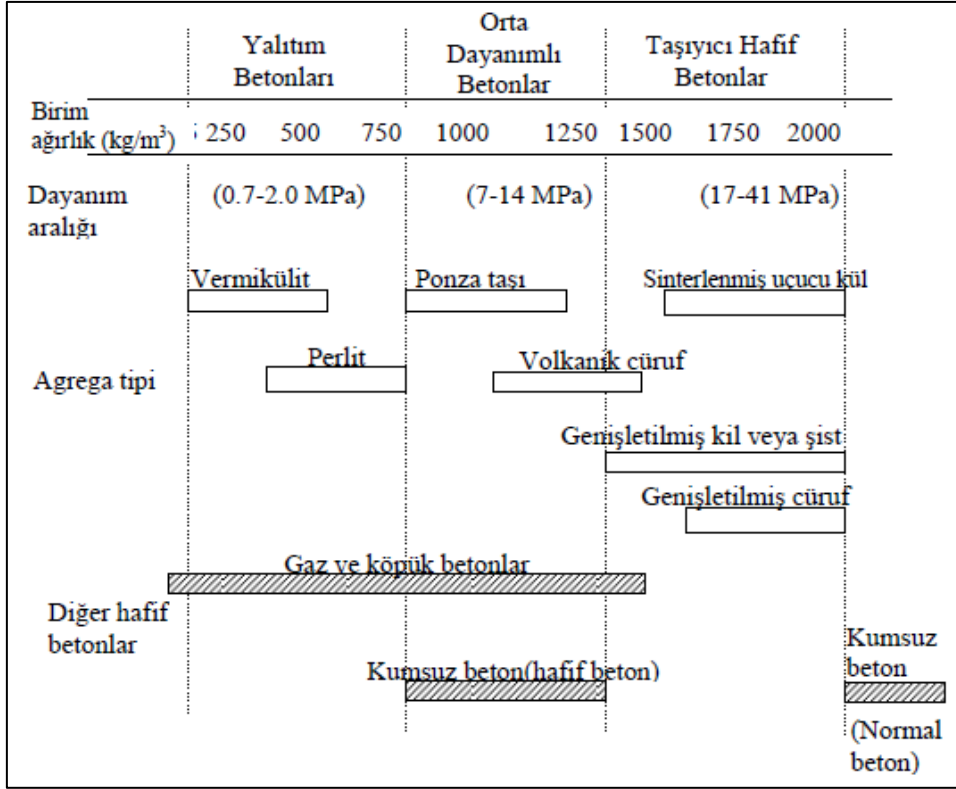 Yalıtım
Betonları
Orta
Dayanımlı
Betonlar
Taşıyıcı Hafif
Betonlar
Birim
ağırlık (kg/m³)
250 500 750 1000 1250 1500 1750 2000
Dayanım
aralığı
(0.7-2.0 MPa) (7-14 MPa) (17-41 MPa)
Vermikülit Ponza taşı Sinterlenmiş uçucu kül
Agrega tipi
Perlit Volkanik cüruf
Genişletilmiş kil veya şist
Genişletilmiş cüruf
Gaz ve köpük betonlar
Diğer hafif
betonlar
Kumsuz beton(hafif beton)
Kumsuz
beton
(Normal
beton)